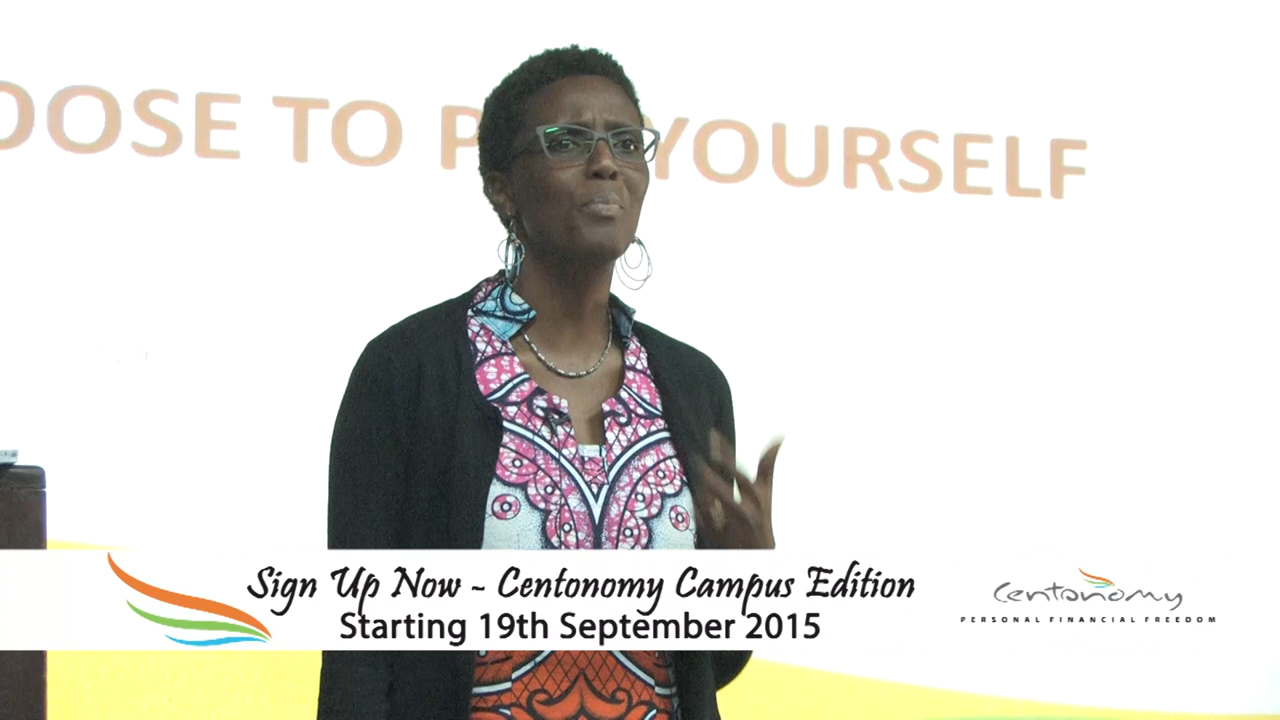 OOSE TO P YOURSELF
Sign Up Now - Centonomy Campus Edition
Starting 19th September 2015
Centonomy
PERSONAL FINANCIAL FREEDOM